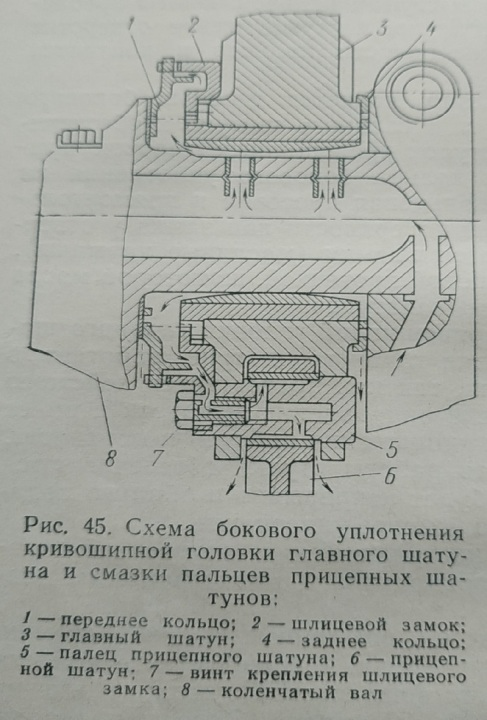 1
2
3
4
8
7
5
6
Рис. 45. Схема бокового уплотнения
кривошипной головки главного шату-
на и смазки пальцев прицепных ша-
тунов:
1 — переднее кольцо; 2 — шлицевой замок;
3 — главный шатун; 4 — заднее кольцо;
5 — палец прицепного шатуна; 6 — прицеп-
ной шатун; 7 — винт крепления шлицевого
замка; 8 — коленчатый вал